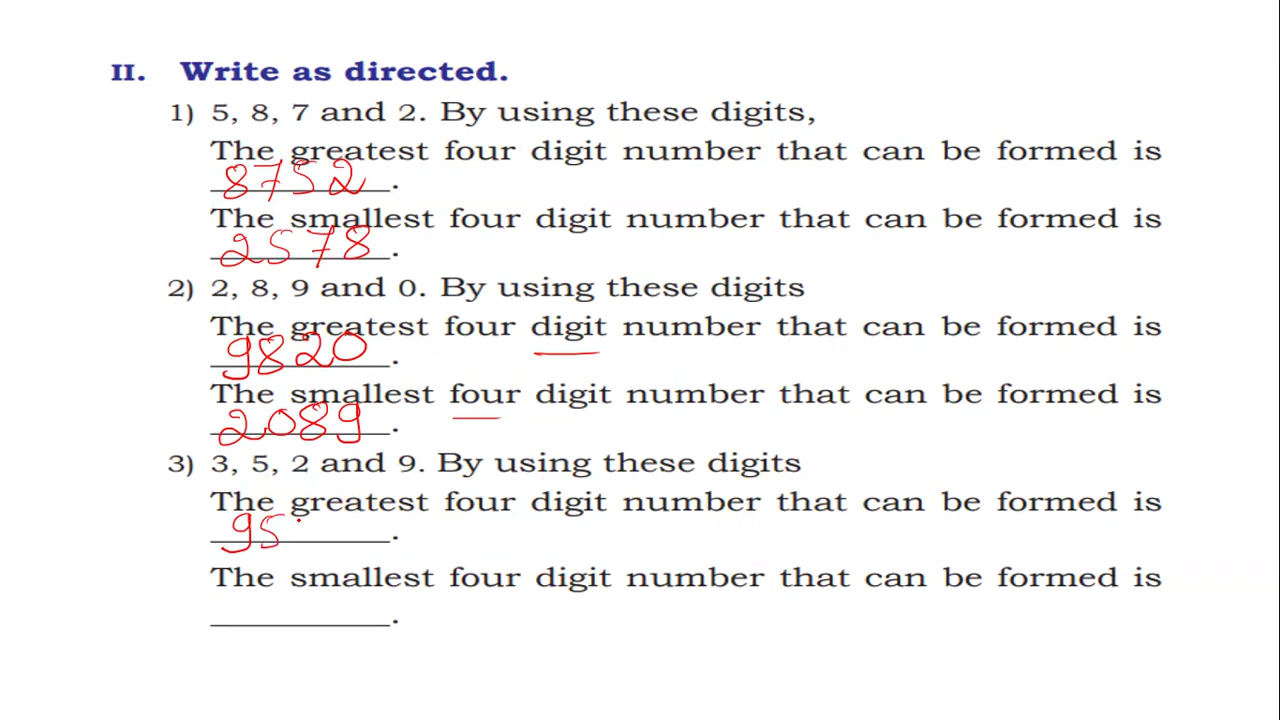 II. Write as directed.
1) 5, 8, 7 and 2. By using these digits,
The greatest four digit number that can be formed is
8752.
The smallest four digit number that can be formed is
2578.
2) 2, 8, 9 and 0. By using these digits
The greatest four digit number that can be formed is
9820.
The smallest four digit number that can be formed is
2089.
3) 3, 5, 2 and 9. By using these digits
The greatest four digit number that can be formed is
95.
The smallest four digit number that can be formed is
__________.